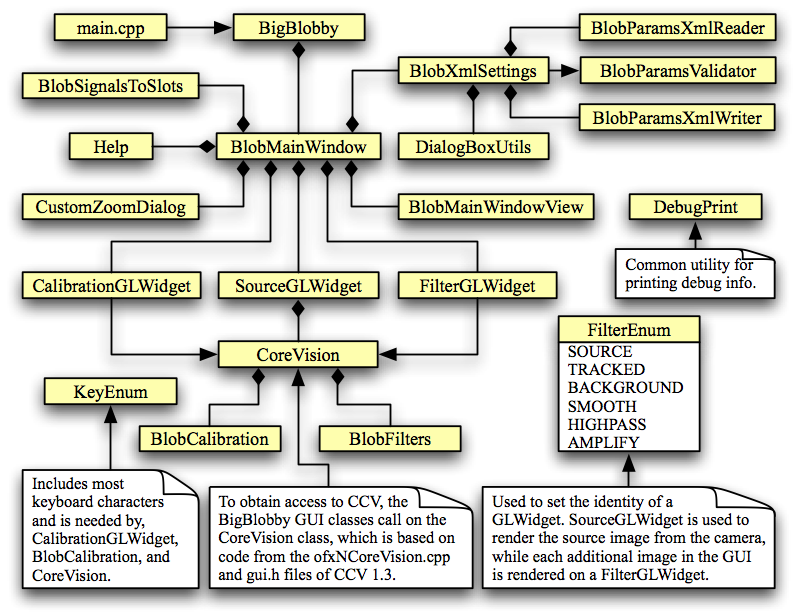 main.cpp
BigBlobby
BlobParamsXmlReader
BlobXmlSettings
BlobParamsValidator
BlobSignalsToSlots
BlobParamsXmlWriter
Help
BlobMainWindow
DialogBoxUtils
CustomZoomDialog
BlobMainWindowView
DebugPrint
Common utility for
printing debug info.
CalibrationGLWidget
SourceGLWidget
FilterGLWidget
FilterEnum
SOURCE
TRACKED
BACKGROUND
SMOOTH
HIGHPASS
AMPLIFY
CoreVision
KeyEnum
BlobCalibration
BlobFilters
Includes most
keyboard characters
and is needed by,
CalibrationGLWidget,
BlobCalibration, and
CoreVision.
To obtain access to CCV, the
BigBlobby GUI classes call on the
CoreVision class, which is based on
code from the ofxNCoreVision.cpp
and gui.h files of CCV 1.3.
Used to set the identity of a
GLWidget. SourceGLWidget is used to
render the source image from the camera,
while each additional image in the GUI
is rendered on a FilterGLWidget.